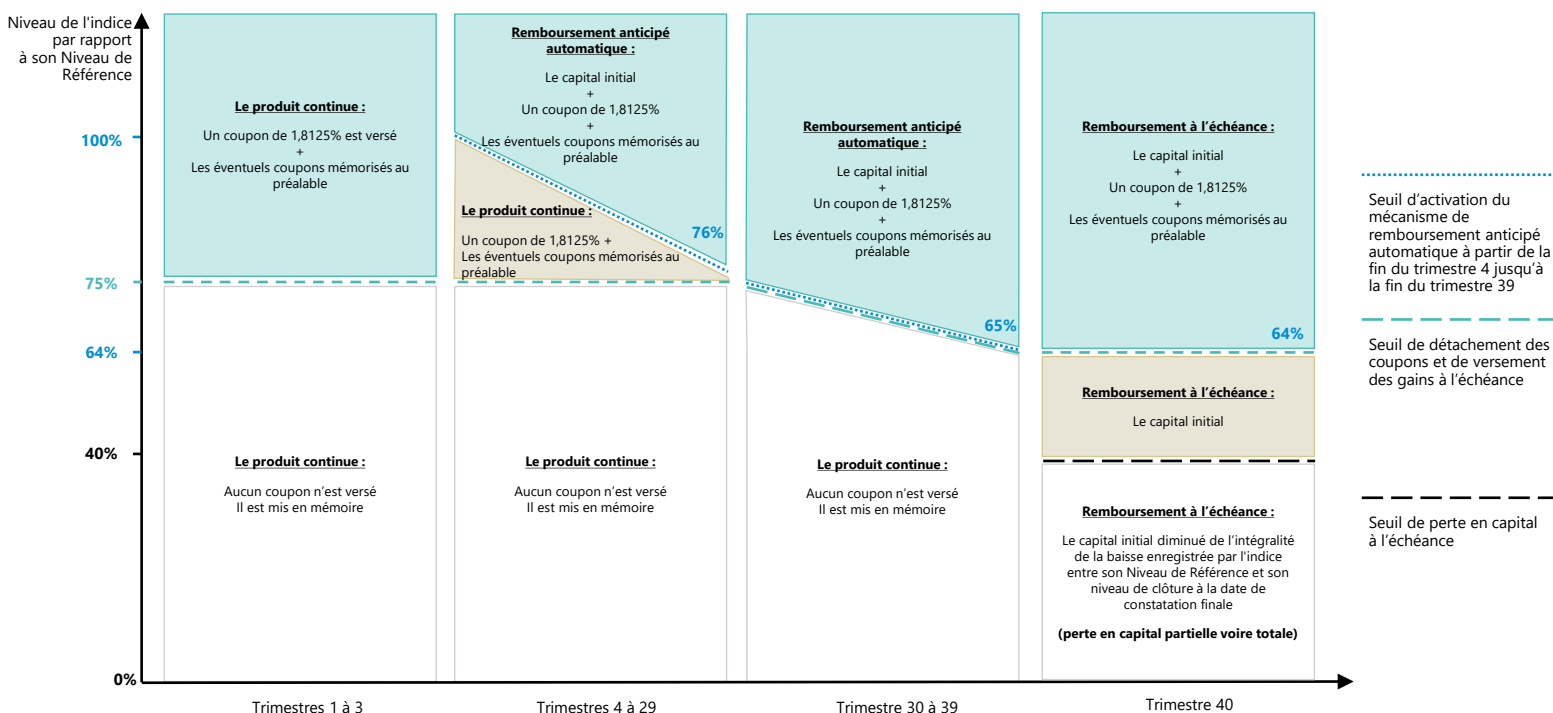 Niveau de l'indice
par rapport
à son Niveau de
Référence
100%
75%
64%
40%
0%
Le produit continue :
Un coupon de 1,8125% est versé
+
Les éventuels coupons mémorisés au
préalable
Le produit continue :
Aucun coupon n’est versé
Il est mis en mémoire
Trimestres 1 à 3
Remboursement anticipé
automatique :
Le capital initial
+
Un coupon de 1,8125%
+
Les éventuels coupons mémorisés au
préalable
76%
Le produit continue :
Un coupon de 1,8125% +
Les éventuels coupons mémorisés au
préalable
Le produit continue :
Aucun coupon n’est versé
Il est mis en mémoire
Trimestres 4 à 29
Remboursement anticipé
automatique :
Le capital initial
+
Un coupon de 1,8125%
+
Les éventuels coupons mémorisés au
préalable
65%
Le produit continue :
Aucun coupon n’est versé
Il est mis en mémoire
Trimestre 30 à 39
Remboursement à l’échéance :
Le capital initial
+
Un coupon de 1,8125%
+
Les éventuels coupons mémorisés au
préalable
64%
Remboursement à l’échéance :
Le capital initial
Remboursement à l’échéance :
Le capital initial diminué de l’intégralité
de la baisse enregistrée par l'indice
entre son Niveau de Référence et son
niveau de clôture à la date de
constatation finale
(perte en capital partielle voire totale)
Trimestre 40
Seuil d’activation du
mécanisme de
remboursement anticipé
automatique à partir de la
fin du trimestre 4 jusqu’à
la fin du trimestre 39
Seuil de détachement des
coupons et de versement
des gains à l’échéance
Seuil de perte en capital
à l’échéance